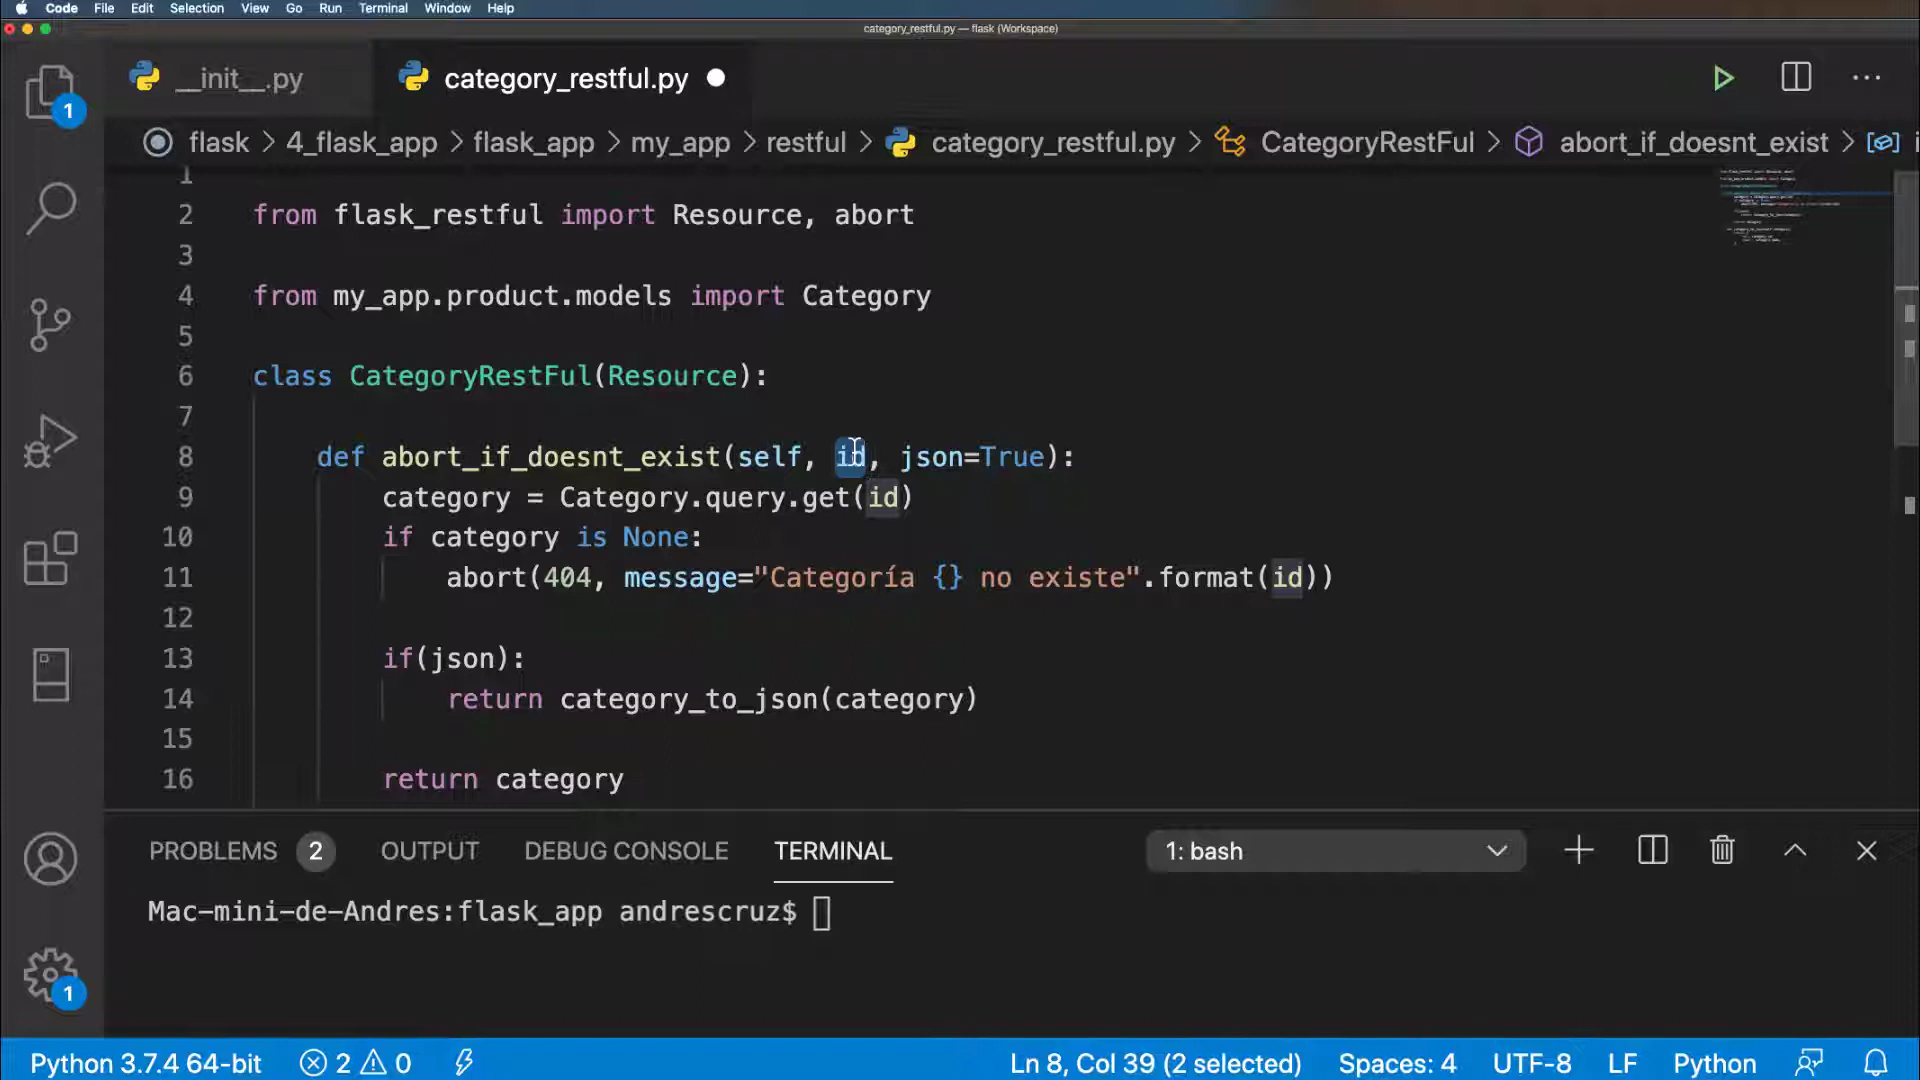 Code File Edit Selection View Go Run Terminal Window Help
category_restful.py — flask (Workspace)
__init__.py category_restful.py
flask > 4_flask_app > flask_app > my_app > restful > category_restful.py > CategoryRestFul > abort_if_doesnt_exist >
1
2 from flask_restful import Resource, abort
3
4 from my_app.product.models import Category
5
6 class CategoryRestFul(Resource):
7
8 def abort_if_doesnt_exist(self, id, json=True):
9 category = Category.query.get(id)
10 if category is None:
11 abort(404, message="Categoría {} no existe".format(id))
12
13 if(json):
14 return category_to_json(category)
15
16 return category
1
1
PROBLEMS 2 OUTPUT DEBUG CONSOLE TERMINAL 1: bash
Mac-mini-de-Andres:flask_app andrescruz$
Python 3.7.4 64-bit 2 0 Ln 8, Col 39 (2 selected) Spaces: 4 UTF-8 LF Python